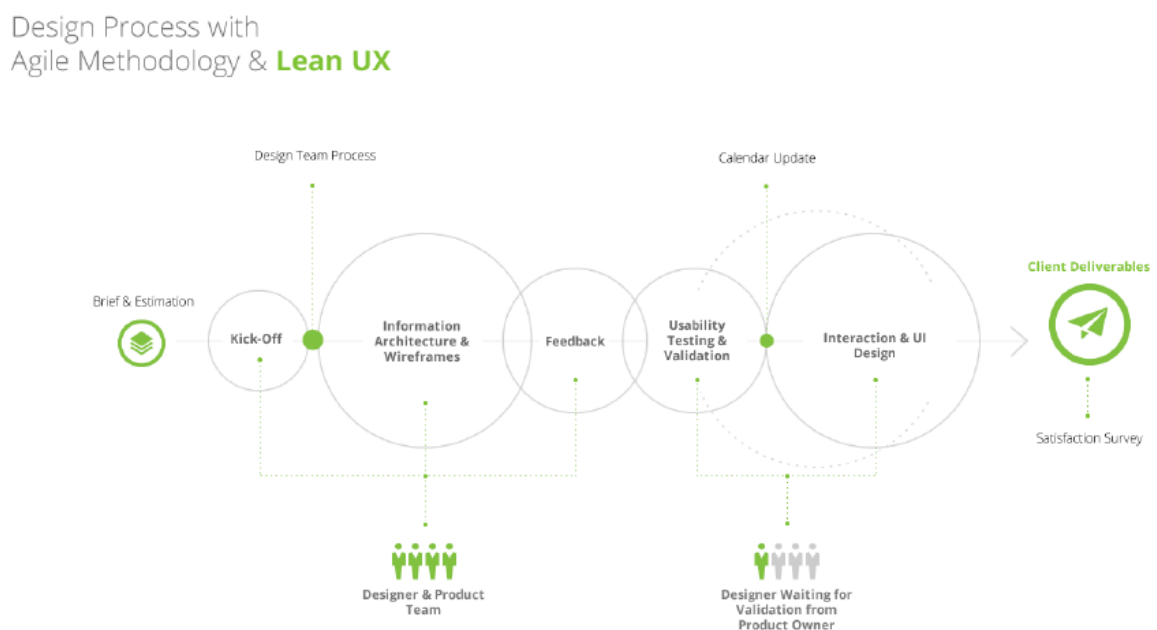 Design Process with
Agile Methodology & Lean UX
Design Team Process
Calendar Update
Client Deliverables
Brief & Estimation
Kick-Off
Information
Architecture &
Wireframes
Feedback
Usability
Testing &
Validation
Interaction & UI
Design
Satisfaction Survey
Designer & Product
Team
Designer Waiting for
Validation from
Product Owner